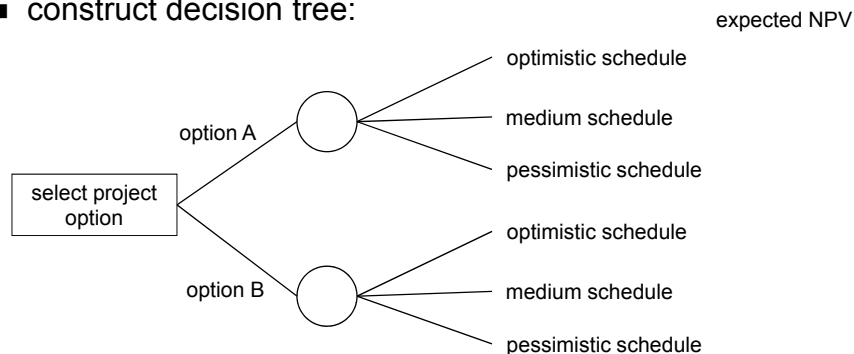 construct decision tree:
expected NPV
optimistic schedule
option A
medium schedule
pessimistic schedule
select project
option
optimistic schedule
option B
medium schedule
pessimistic schedule